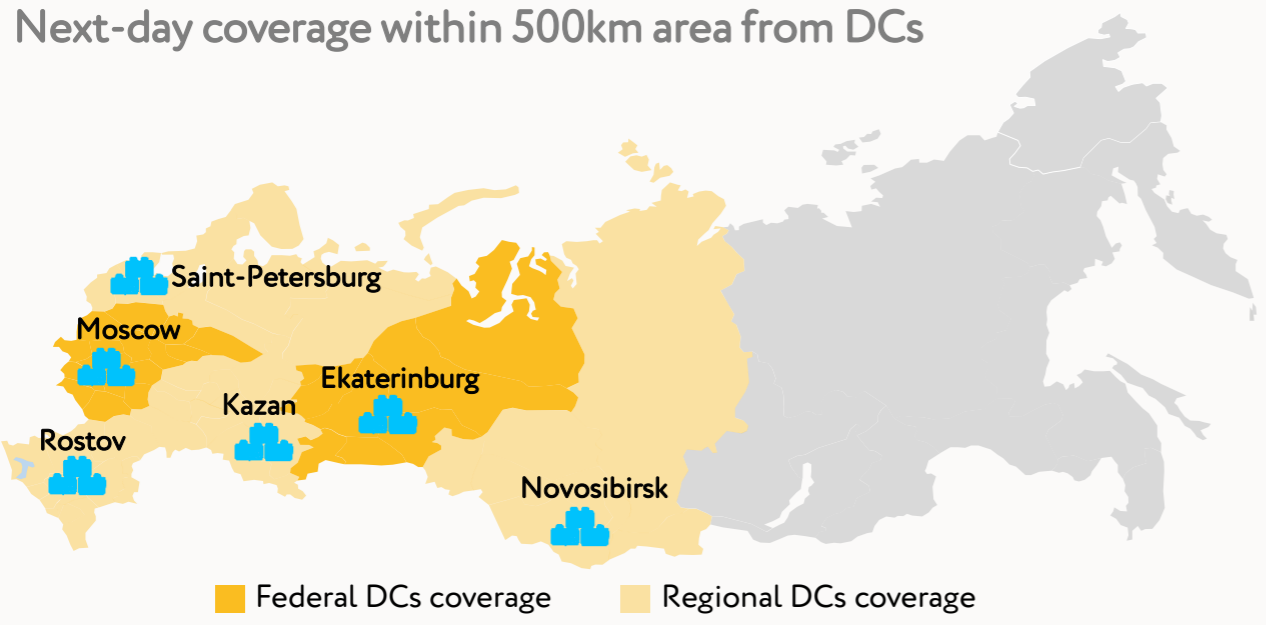 Next-day coverage within 500km area from DCs
Saint-Petersburg
Moscow
Ekaterinburg
Kazan
Rostov
Novosibirsk
Federal DCs coverage
Regional DCs coverage